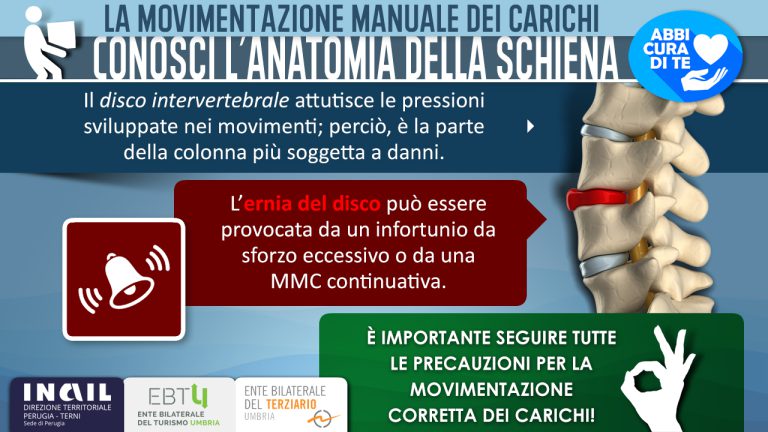 LA MOVIMENTAZIONE MANUALE DEI CARICHI
CONOSCI L'ANATOMIA DELLA SCHIENA
ABBI
CURA
DI TE
Il disco intervertebrale attutisce le pressioni
sviluppate nei movimenti; perciò, è la parte
della colonna più soggetta a danni.
L'ernia del disco può essere
provocata da un infortunio da
sforzo eccessivo o da una
MMC continuativa.
È IMPORTANTE SEGUIRE TUTTE
LE PRECAUZIONI PER LA
MOVIMENTAZIONE
CORRETTA DEI CARICHI!
INAIL
DIREZIONE TERRITORIALE
PERUGIA - TERNI
Sede di Perugia
EBT4
ENTE BILATERALE
DEL TURISMO UMBRIA
ENTE BILATERALE
DEL TERZIARIO
UMBRIA